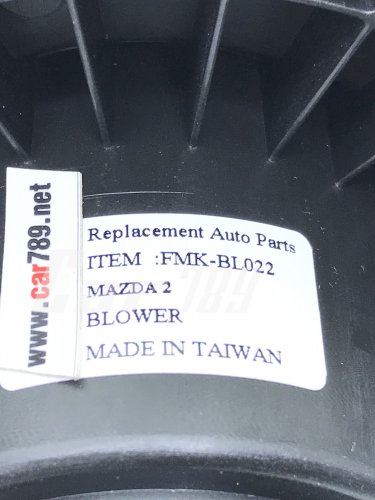 www.car789.net
Replacement Auto Parts
ITEM :FMK-BL022
MAZDA 2
BLOWER
MADE IN TAIWAN